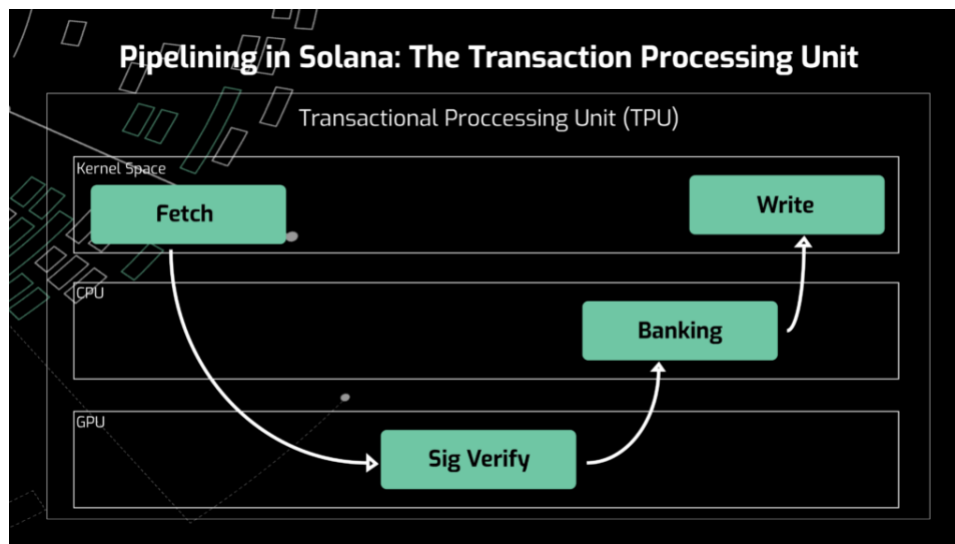 Pipelining in Solana: The Transaction Processing Unit
Transactional Proccessing Unit (TPU)
Kernel Space
Fetch
Write
CPU
Banking
GPU
Sig Verify